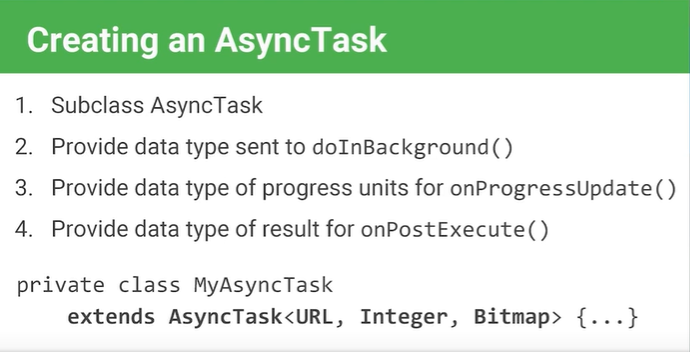 Creating an AsyncTask
1. Subclass AsyncTask
2. Provide data type sent to doInBackground()
3. Provide data type of progress units for onProgressUpdate()
4. Provide data type of result for onPostExecute()
private class MyAsyncTask
extends AsyncTask<URL, Integer, Bitmap> {...}